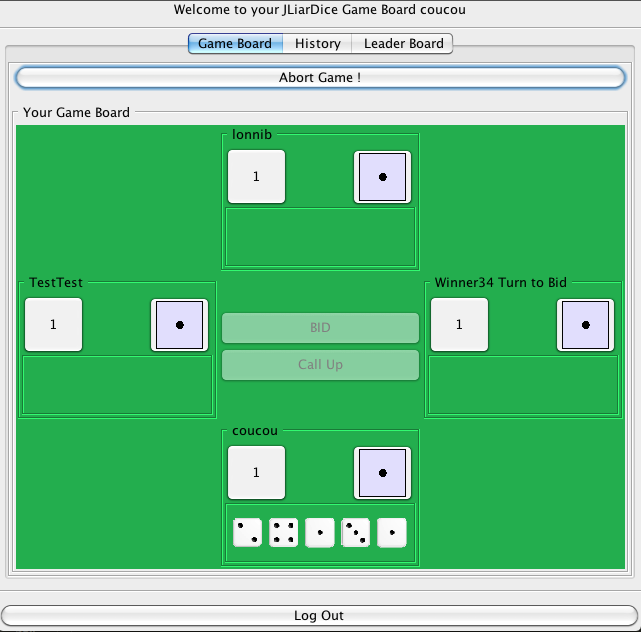 Welcome to your JLiarDice Game Board coucou
Game Board History Leader Board
Abort Game !
Your Game Board
lonnib
1
TestTest
1
Winner34 Turn to Bid
1
BID
Call Up
coucou
1
Log Out